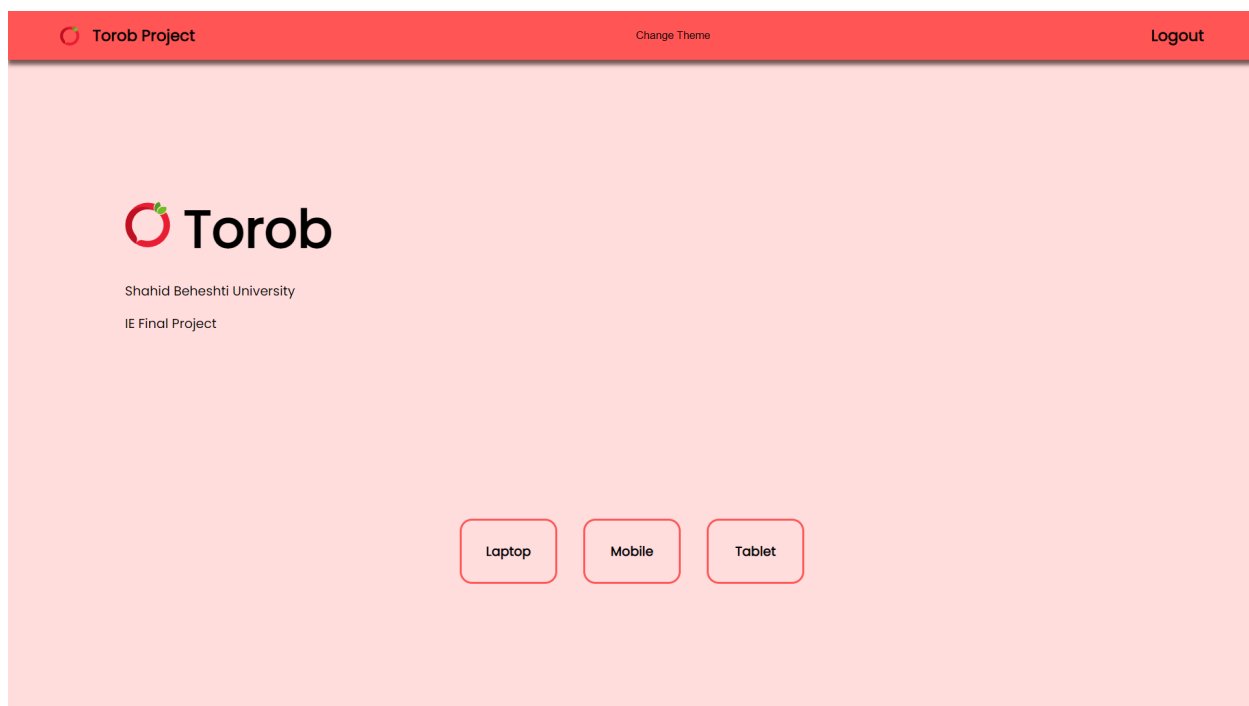 Torob Project Change Theme Logout
Torob
Shahid Beheshti University
IE Final Project
Laptop Mobile Tablet